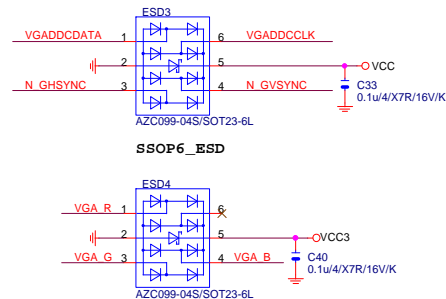 ESD3
VGADDCDATA 1 6 VGADDCCLK
2 5 VCC
N_GHSYNC 3 4 N_GVSYNC
C33
0.1u/4/X7R/16V/K
AZC099-04S/SOT23-6L
SSOP6_ESD
ESD4
VGA_R 1 6
2 5 VCC3
VGA_G 3 4 VGA_B
C40
0.1u/4/X7R/16V/K
AZC099-04S/SOT23-6L